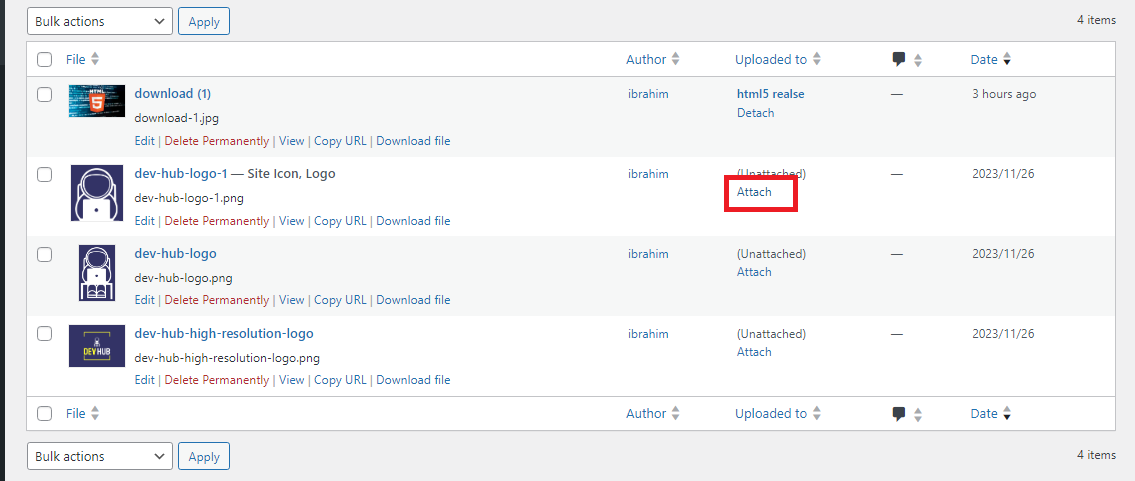 Bulk actions Apply 4 items
File Author Uploaded to Date
download (1) ibrahim html5 realse — 3 hours ago
download-1.jpg Detach
Edit | Delete Permanently | View | Copy URL | Download file
dev-hub-logo-1 — Site Icon, Logo ibrahim (Unattached) — 2023/11/26
dev-hub-logo-1.png Attach
Edit | Delete Permanently | View | Copy URL | Download file
dev-hub-logo ibrahim (Unattached) — 2023/11/26
dev-hub-logo.png Attach
Edit | Delete Permanently | View | Copy URL | Download file
dev-hub-high-resolution-logo ibrahim (Unattached) — 2023/11/26
DEV HUB
dev-hub-high-resolution-logo.png Attach
Edit | Delete Permanently | View | Copy URL | Download file
File Author Uploaded to Date
Bulk actions Apply 4 items